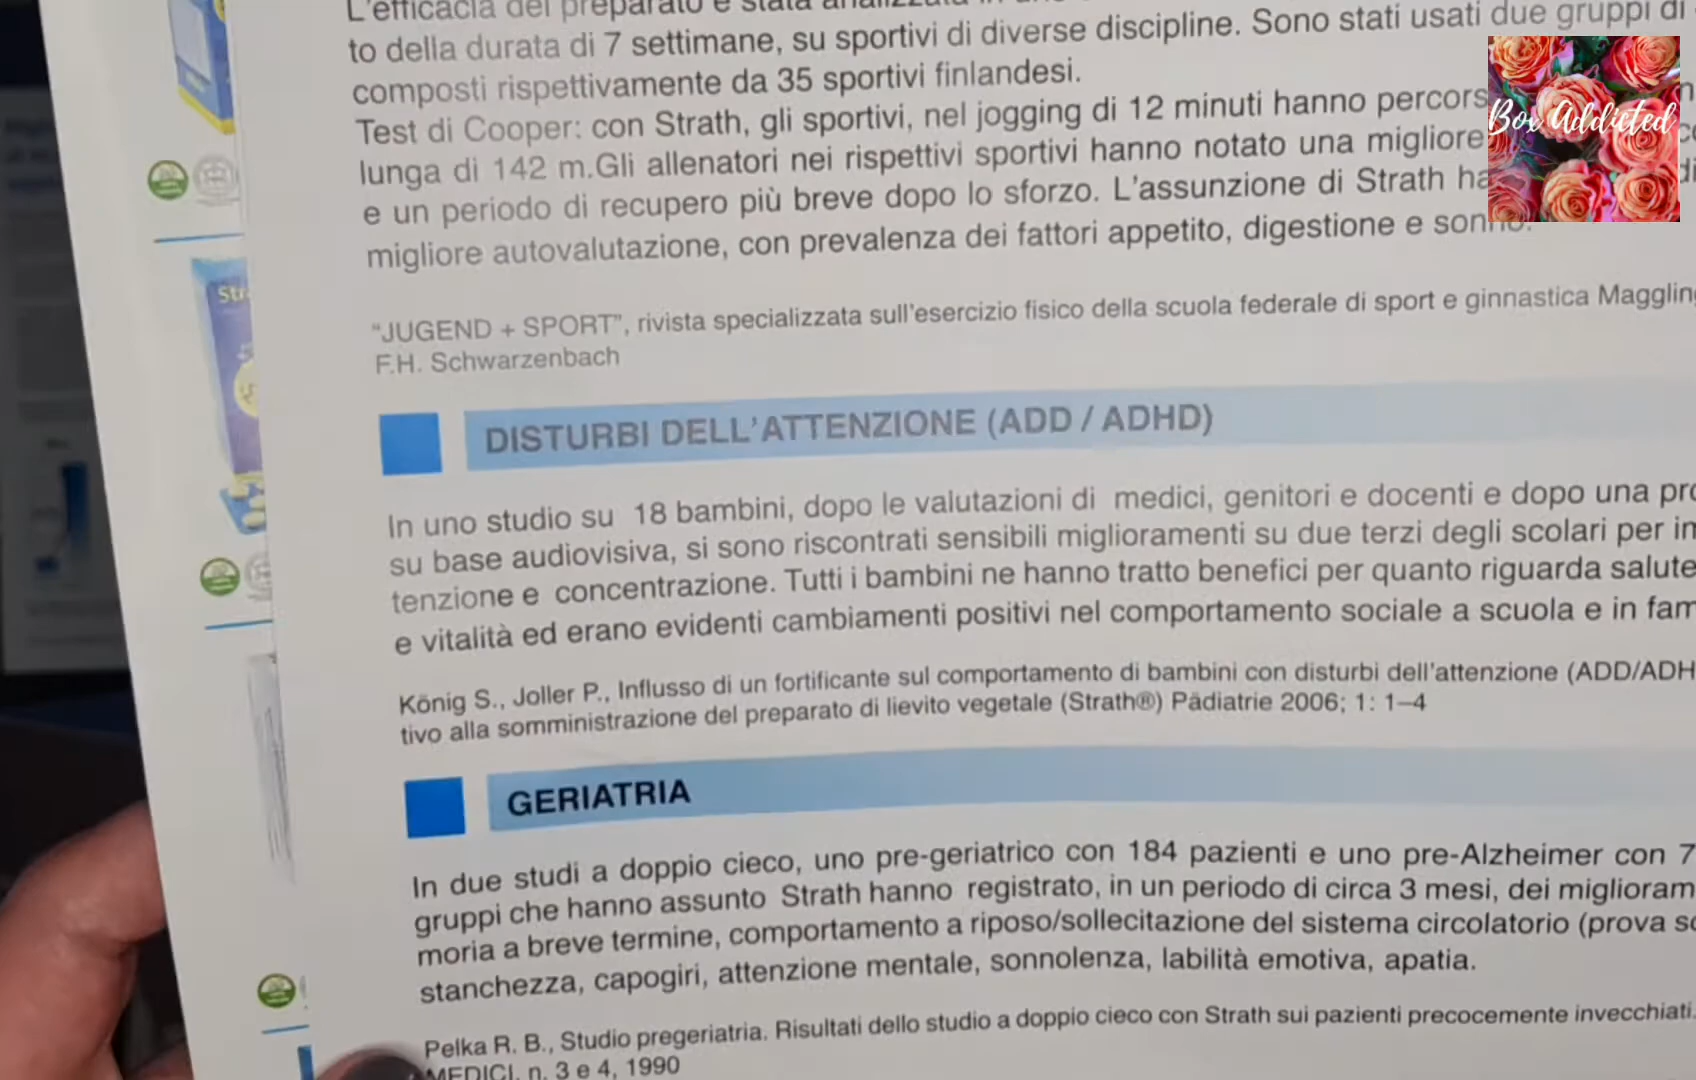 L'efficacia del preparato è stata analizzata in
to della durata di 7 settimane, su sportivi di diverse discipline. Sono stati usati due gruppi di
composti rispettivamente da 35 sportivi finlandesi.
Test di Cooper: con Strath, gli sportivi, nel jogging di 12 minuti hanno percors
lunga di 142 m.Gli allenatori nei rispettivi sportivi hanno notato una migliore
e un periodo di recupero più breve dopo lo sforzo. L'assunzione di Strath ha
migliore autovalutazione, con prevalenza dei fattori appetito, digestione e sonno.
Box Addicted
"JUGEND + SPORT", rivista specializzata sull'esercizio fisico della scuola federale di sport e ginnastica Maggling
F.H. Schwarzenbach
DISTURBI DELL'ATTENZIONE (ADD / ADHD)
In uno studio su 18 bambini, dopo le valutazioni di medici, genitori e docenti e dopo una pro
su base audiovisiva, si sono riscontrati sensibili miglioramenti su due terzi degli scolari per im
tenzione e concentrazione. Tutti i bambini ne hanno tratto benefici per quanto riguarda salute
e vitalità ed erano evidenti cambiamenti positivi nel comportamento sociale a scuola e in fam
König S., Joller P., Influsso di un fortificante sul comportamento di bambini con disturbi dell'attenzione (ADD/ADH
tivo alla somministrazione del preparato di lievito vegetale (Strath®) Pädiatrie 2006; 1: 1–4
GERIATRIA
In due studi a doppio cieco, uno pre-geriatrico con 184 pazienti e uno pre-Alzheimer con 7
gruppi che hanno assunto Strath hanno registrato, in un periodo di circa 3 mesi, dei miglioram
moria a breve termine, comportamento a riposo/sollecitazione del sistema circolatorio (prova so
stanchezza, capogiri, attenzione mentale, sonnolenza, labilità emotiva, apatia.
Pelka R. B., Studio pregeriatria. Risultati dello studio a doppio cieco con Strath sui pazienti precocemente invecchiati.
MEDICI, n. 3 e 4, 1990